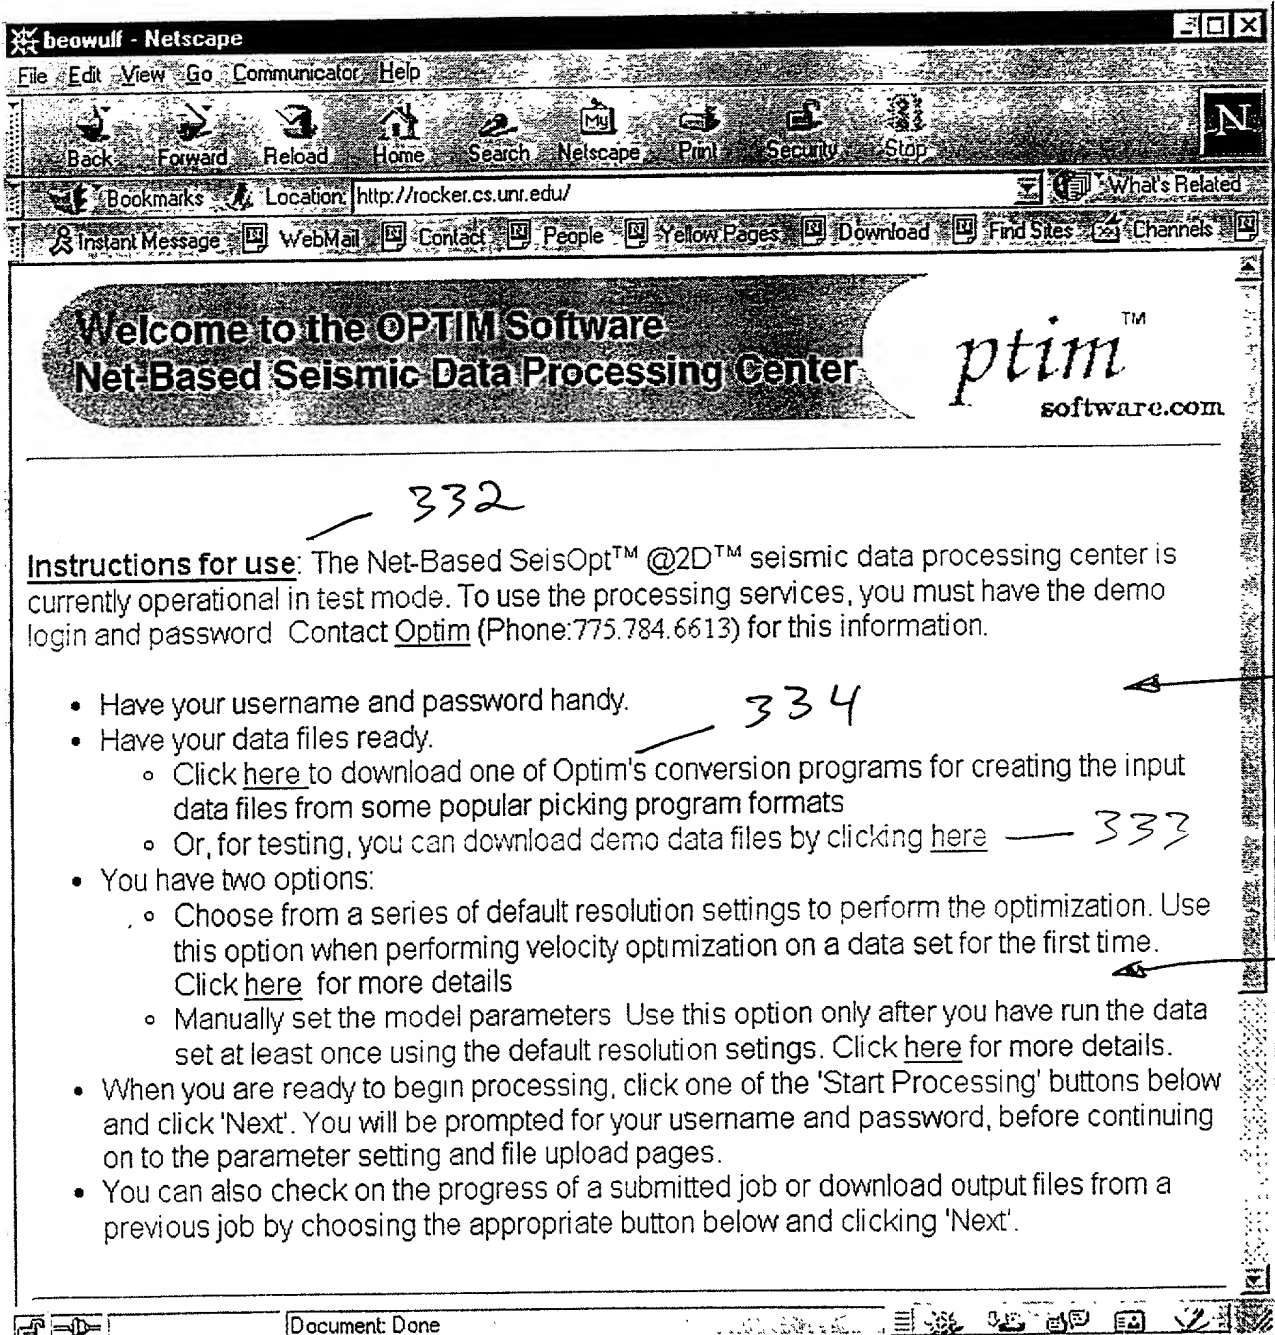 beowulf - Netscape
File Edit View Go Communicator Help
Back Forward Reload Home Search Netscape Print Security Stop
My
N
Bookmarks Location: http://rocker.cs.unr.edu/ What's Related
Instant Message WebMail Contact People Yellow Pages Download Find Sites Channels
Welcome to the OPTIM Software
Net-Based Seismic Data Processing Center
ptim™
software.com
332
Instructions for use: The Net-Based SeisOpt™ @2D™ seismic data processing center is
currently operational in test mode. To use the processing services, you must have the demo
login and password Contact Optim (Phone:775.784.6613) for this information.
• Have your username and password handy.
334
• Have your data files ready.
◦ Click here to download one of Optim's conversion programs for creating the input
data files from some popular picking program formats
◦ Or, for testing, you can download demo data files by clicking here 333
• You have two options:
◦ Choose from a series of default resolution settings to perform the optimization. Use
this option when performing velocity optimization on a data set for the first time.
Click here for more details
◦ Manually set the model parameters Use this option only after you have run the data
set at least once using the default resolution setings. Click here for more details.
• When you are ready to begin processing, click one of the 'Start Processing' buttons below
and click 'Next'. You will be prompted for your username and password, before continuing
on to the parameter setting and file upload pages.
• You can also check on the progress of a submitted job or download output files from a
previous job by choosing the appropriate button below and clicking 'Next'.
Document: Done